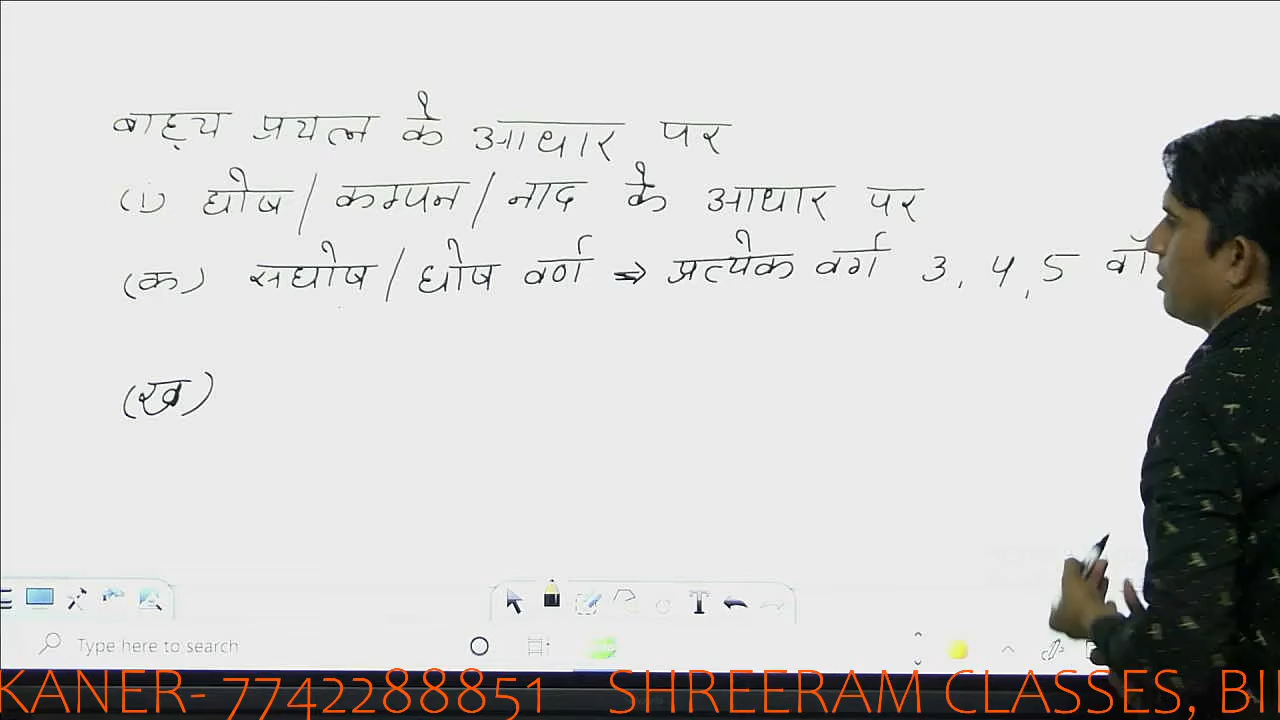 बाह्य प्रयत्न के आधार पर
(i) घोष / कम्पन / नाद के आधार पर
(क) सघोष / घोष वर्ण → प्रत्येक वर्ग 3, 4, 5 वाँ
(ख)
Type here to search
KANER- 7742288851 SHREERAM CLASSES, BI